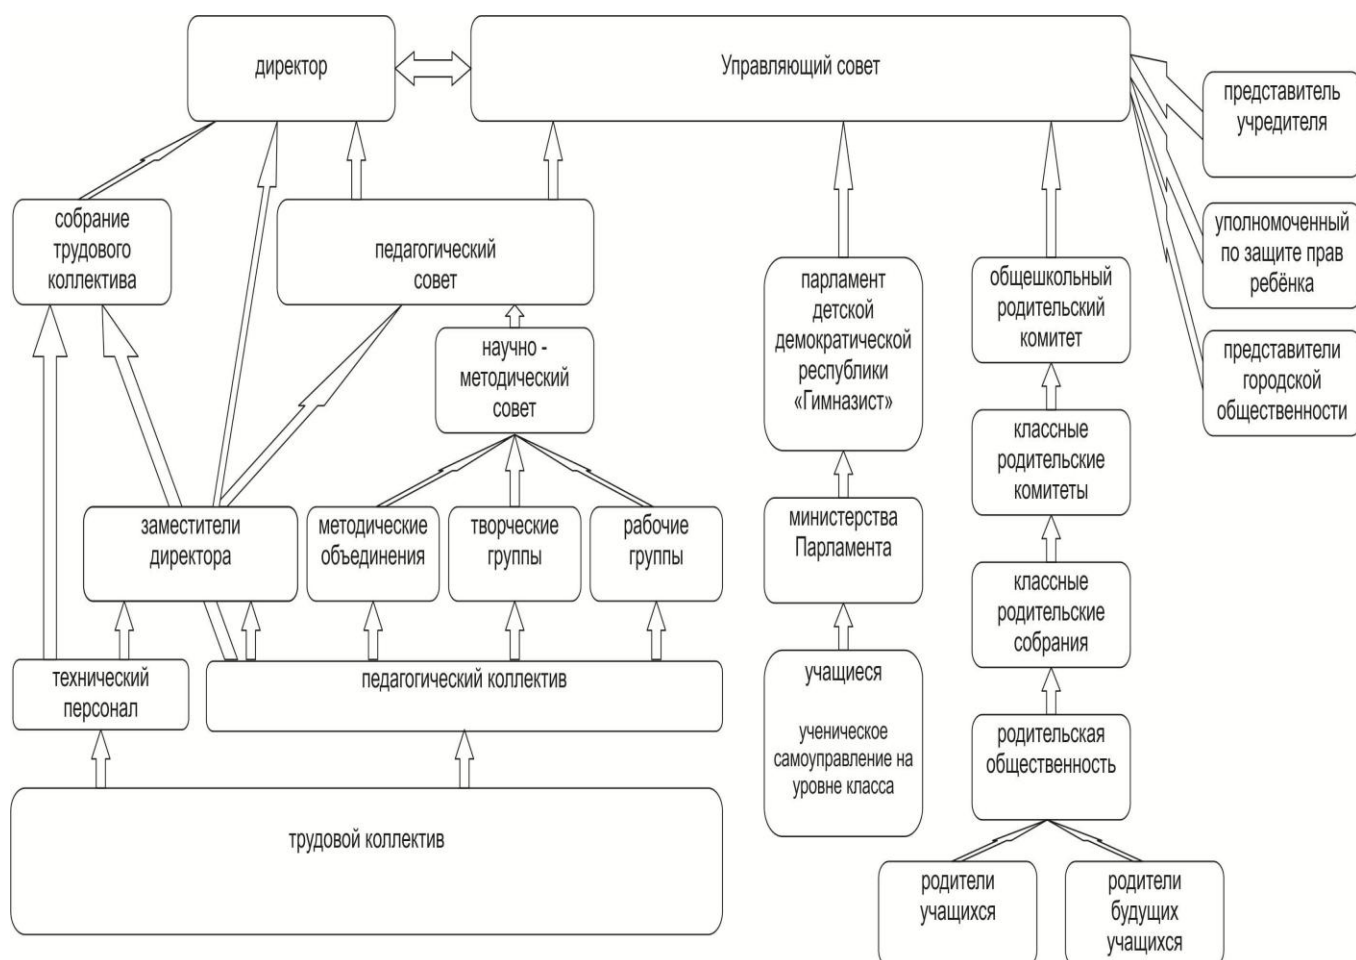 директор
Управляющий совет
представитель
учредителя
собрание
трудового
коллектива
педагогический
совет
уполномоченный
по защите прав
ребёнка
парламент
детской
демократической
республики
«Гимназист»
общешкольный
родительский
комитет
научно -
методический
совет
представители
городской
общественности
классные
родительские
комитеты
заместители
директора
методические
объединения
творческие
группы
рабочие
группы
министерства
Парламента
классные
родительские
собрания
технический
персонал
педагогический коллектив
учащиеся
ученическое
самоуправление на
уровне класса
родительская
общественность
трудовой коллектив
родители
учащихся
родители
будущих
учащихся